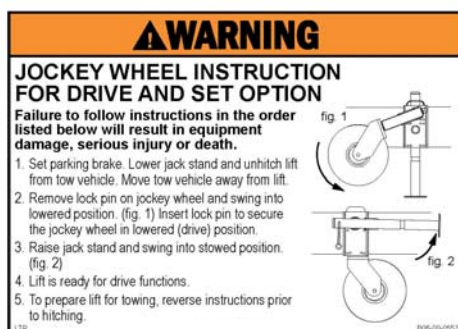 WARNING
JOCKEY WHEEL INSTRUCTION
FOR DRIVE AND SET OPTION
Failure to follow instructions in the order
listed below will result in equipment
damage, serious injury or death.
1. Set parking brake. Lower jack stand and unhitch lift
from tow vehicle. Move tow vehicle away from lift.
2. Remove lock pin on jockey wheel and swing into
lowered position. (fig. 1) Insert lock pin to secure
the jockey wheel in lowered (drive) position.
3. Raise jack stand and swing into stowed position.
(fig. 2)
4. Lift is ready for drive functions.
5. To prepare lift for towing, reverse instructions prior
to hitching.
fig. 1
fig. 2